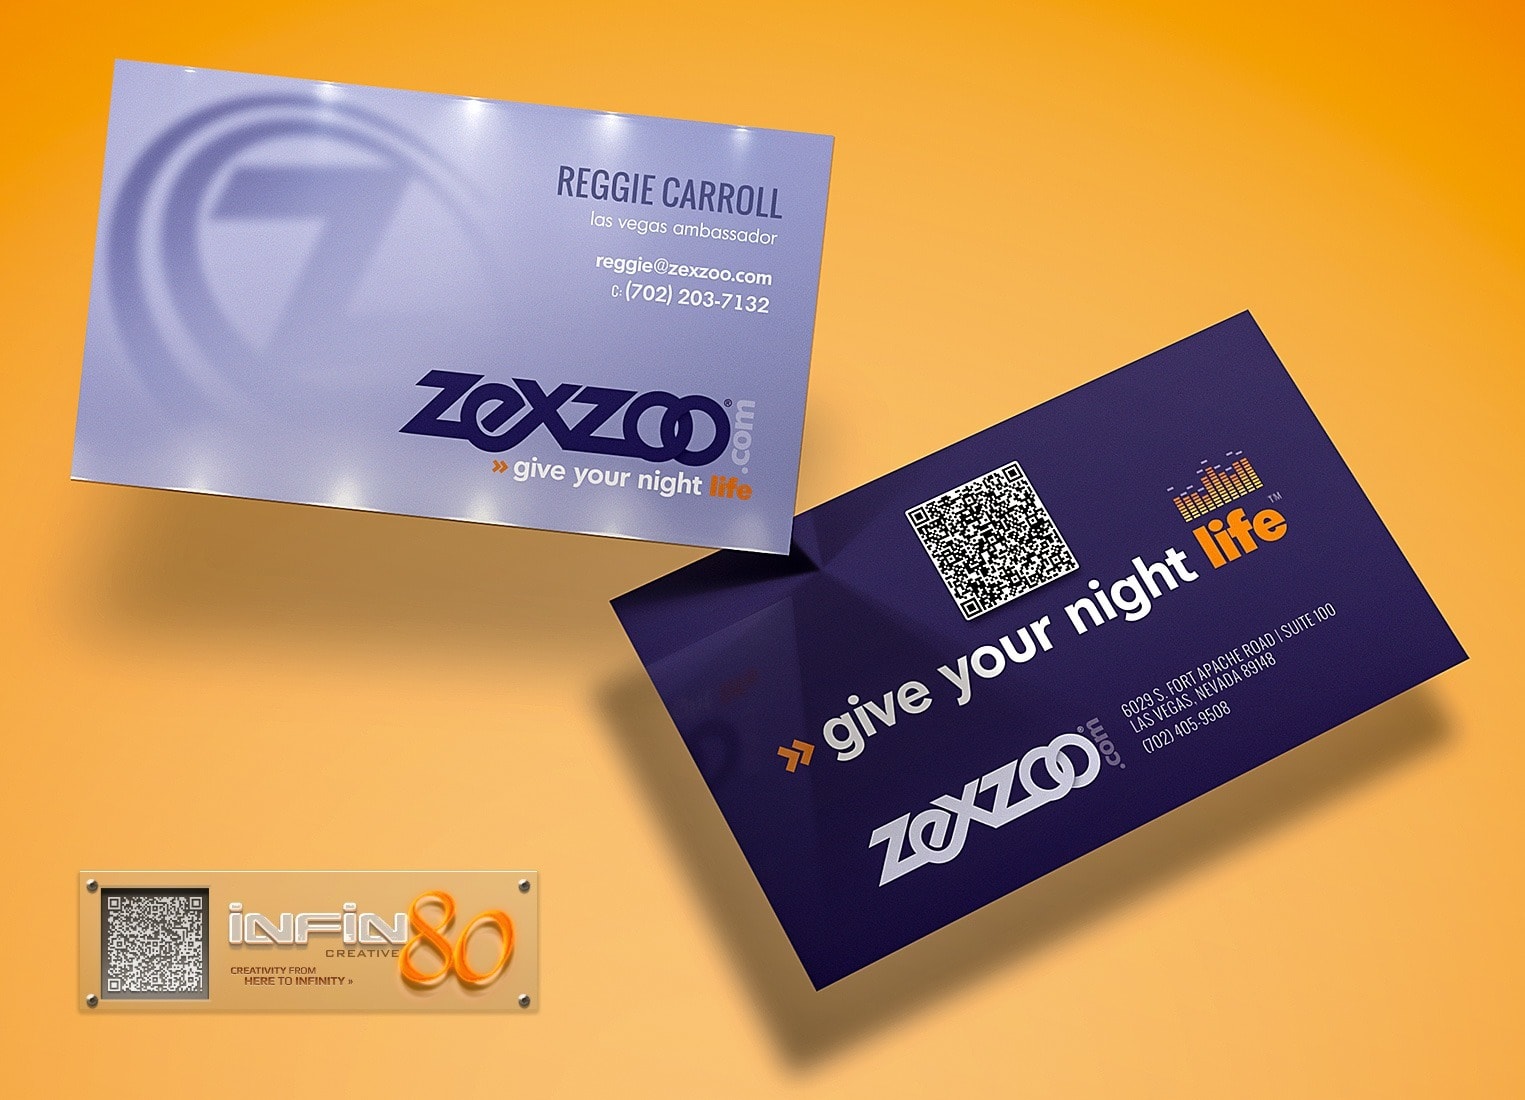 REGGIE CARROLL
las vegas ambassador
reggie@zexzoo.com
C: (702) 203-7132
zexzoo®.com
» give your night life
life™
» give your night
6029 S. FORT APACHE ROAD | SUITE 100
LAS VEGAS, NEVADA 89148
(702) 405-9508
zexzoo®.com
iNFiN80
CREATIVE
CREATIVITY FROM
HERE TO INFINITY »